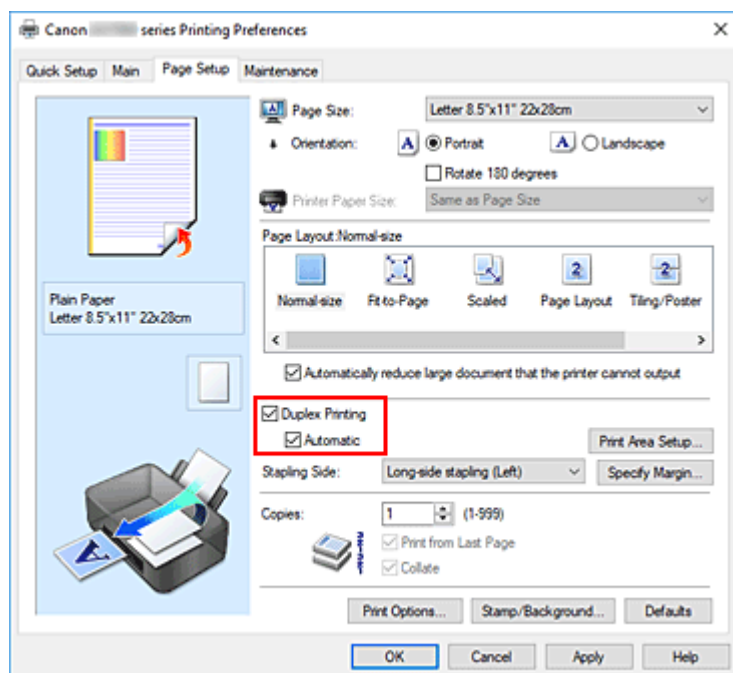 Canon series Printing Preferences
Quick Setup Main Page Setup Maintenance
Page Size: Letter 8.5"x11" 22x28cm
Orientation: A Portrait A Landscape
Rotate 180 degrees
Printer Paper Size: Same as Page Size
Page Layout:Normal-size
Normal-size Fit-to-Page Scaled Page Layout Tiling/Poster
Plain Paper
Letter 8.5"x11" 22x28cm
Automatically reduce large document that the printer cannot output
Duplex Printing
Automatic
Print Area Setup...
Stapling Side: Long-side stapling (Left) Specify Margin...
Copies: 1 (1-999)
Print from Last Page
Collate
Print Options... Stamp/Background... Defaults
OK Cancel Apply Help